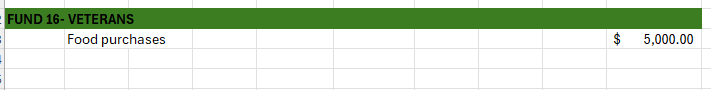 FUND 16- VETERANS
Food purchases $ 5,000.00